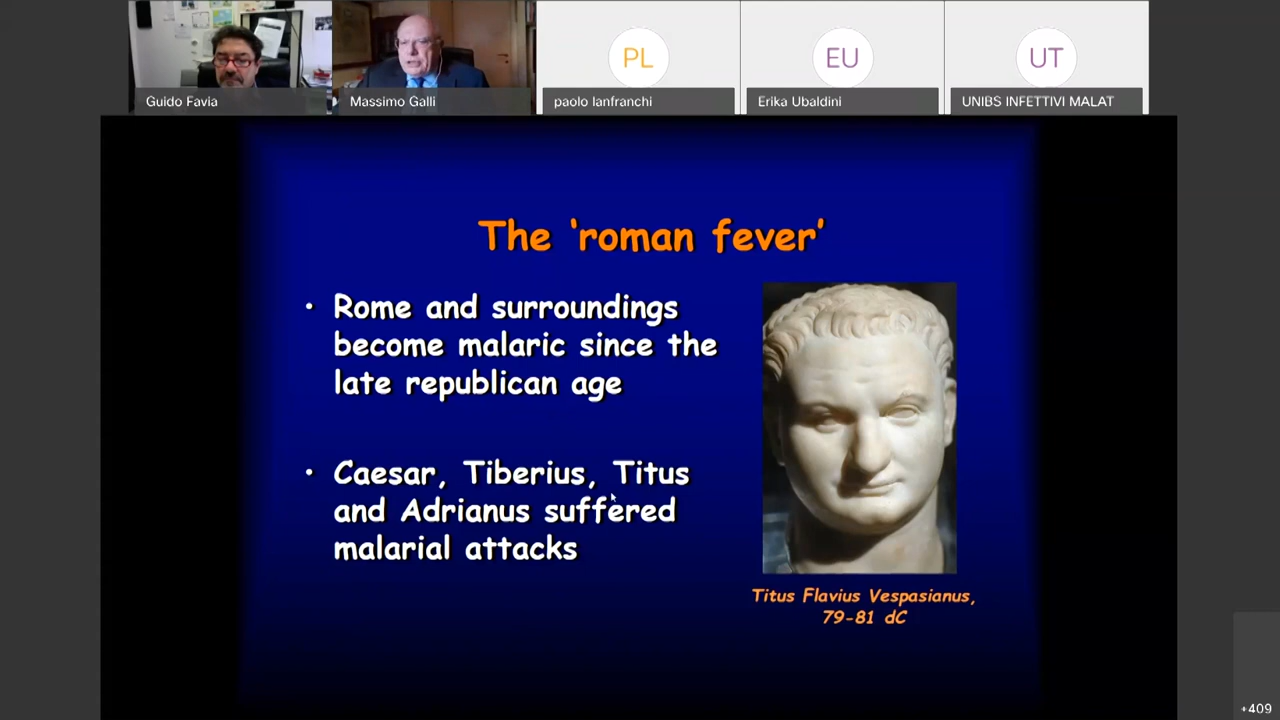 PL
EU
UT
Guido Favia
Massimo Galli
paolo lanfranchi
Erika Ubaldini
UNIBS INFETTIVI MALAT
The ‘roman fever’
• Rome and surroundings
become malaric since the
late republican age
• Caesar, Tiberius, Titus
and Adrianus suffered
malarial attacks
Titus Flavius Vespasianus,
79-81 dC
+409